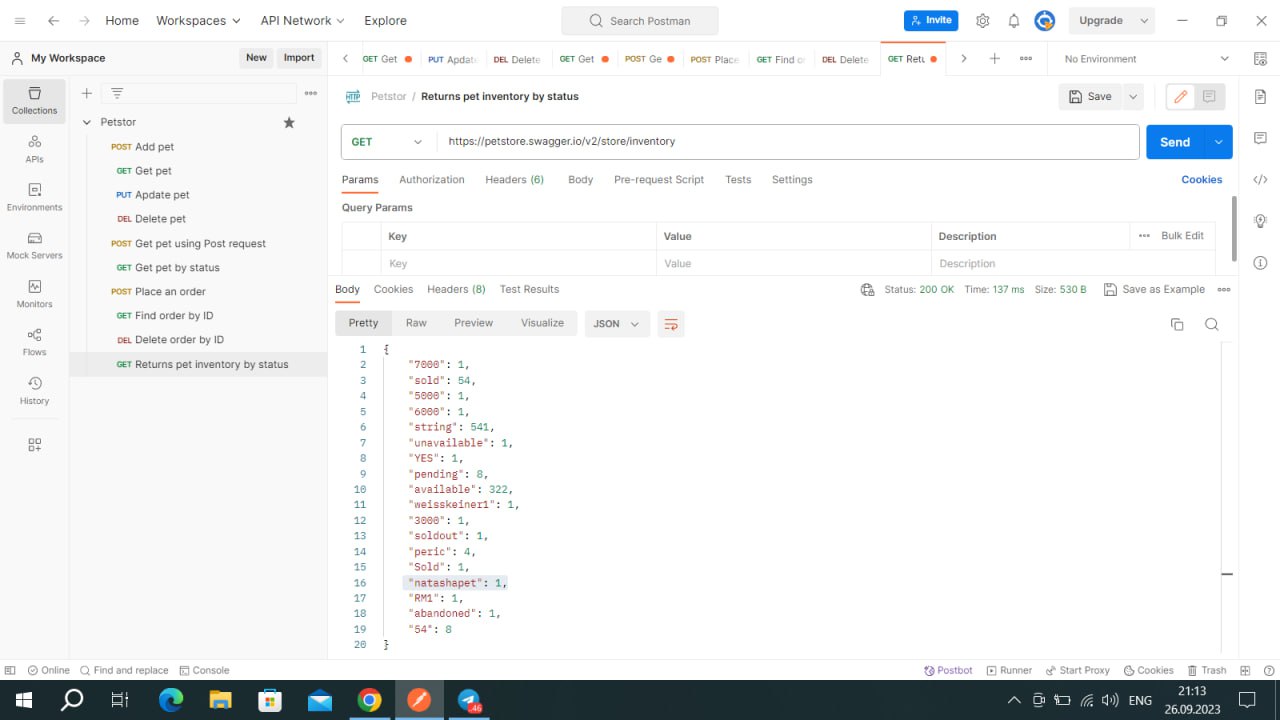 Home Workspaces API Network Explore Search Postman Invite Upgrade
My Workspace New Import GET Get PUT Apdate DEL Delete GET Get POST Ge POST Place GET Find o DEL Delete GET Retu No Environment
Collections
APIs
Environments
Mock Servers
Monitors
Flows
History
Petstor
POST Add pet
GET Get pet
PUT Apdate pet
DEL Delete pet
POST Get pet using Post request
GET Get pet by status
POST Place an order
GET Find order by ID
DEL Delete order by ID
GET Returns pet inventory by status
HTTP Petstor / Returns pet inventory by status Save
GET https://petstore.swagger.io/v2/store/inventory Send
Params Authorization Headers (6) Body Pre-request Script Tests Settings Cookies
Query Params
Key Value Description Bulk Edit
Key Value Description
Body Cookies Headers (8) Test Results Status: 200 OK Time: 137 ms Size: 530 B Save as Example
Pretty Raw Preview Visualize JSON
1 {
2 "7000": 1,
3 "sold": 54,
4 "5000": 1,
5 "6000": 1,
6 "string": 541,
7 "unavailable": 1,
8 "YES": 1,
9 "pending": 8,
10 "available": 322,
11 "weisskeiner1": 1,
12 "3000": 1,
13 "soldout": 1,
14 "peric": 4,
15 "Sold": 1,
16 "natashapet": 1,
17 "RM1": 1,
18 "abandoned": 1,
19 "54": 8
20 }
Online Find and replace Console Postbot Runner Start Proxy Cookies Trash
46 ENG 21:13
26.09.2023